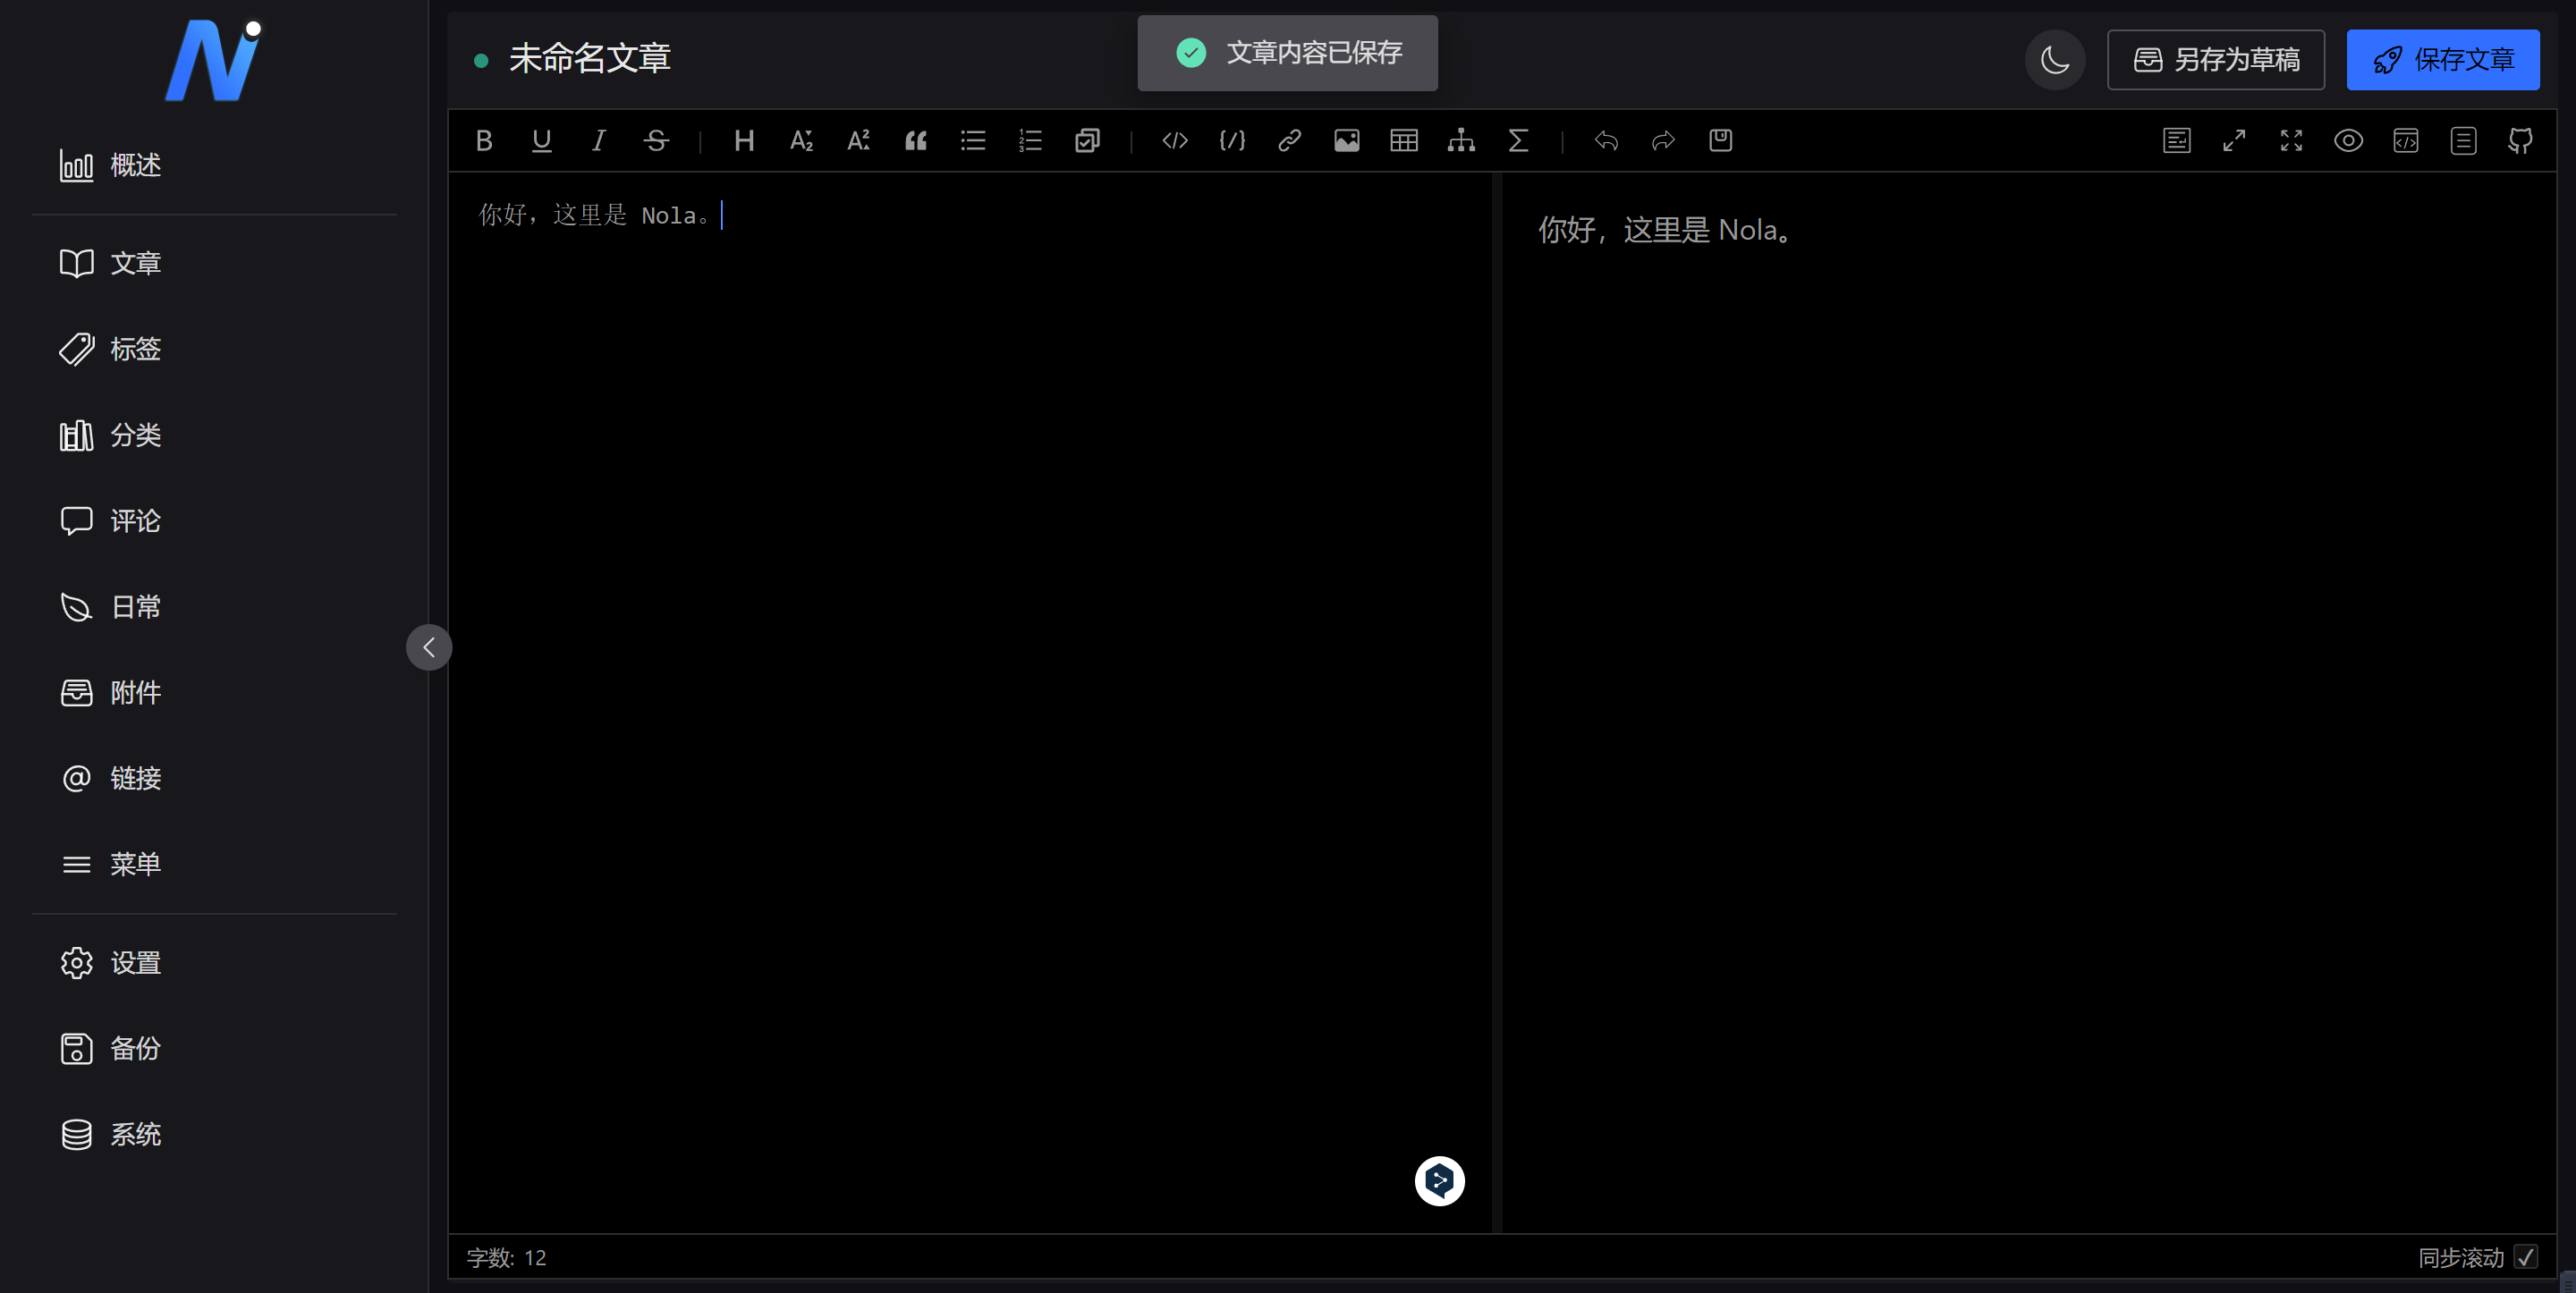 未命名文章
文章内容已保存
另存为草稿
保存文章
概述
文章
标签
分类
评论
日常
附件
链接
菜单
设置
备份
系统
你好，这里是 Nola。
你好，这里是 Nola。
字数: 12
同步滚动